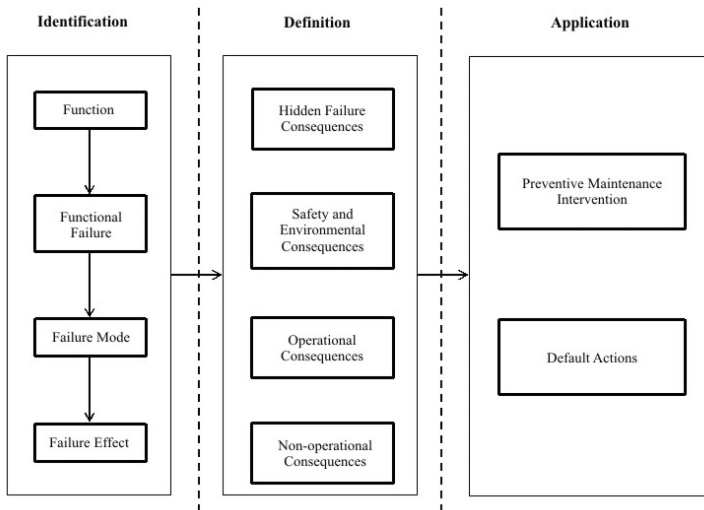 Identification
Definition
Application
Function
Functional
Failure
Failure Mode
Failure Effect
Hidden Failure
Consequences
Safety and
Environmental
Consequences
Operational
Consequences
Non-operational
Consequences
Preventive Maintenance
Intervention
Default Actions